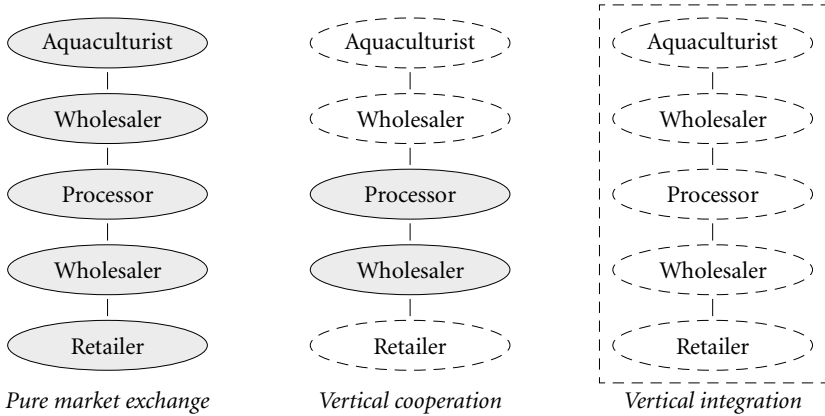 Aquaculturist
Wholesaler
Processor
Wholesaler
Retailer
Pure market exchange
Aquaculturist
Wholesaler
Processor
Wholesaler
Retailer
Vertical cooperation
Aquaculturist
Wholesaler
Processor
Wholesaler
Retailer
Vertical integration